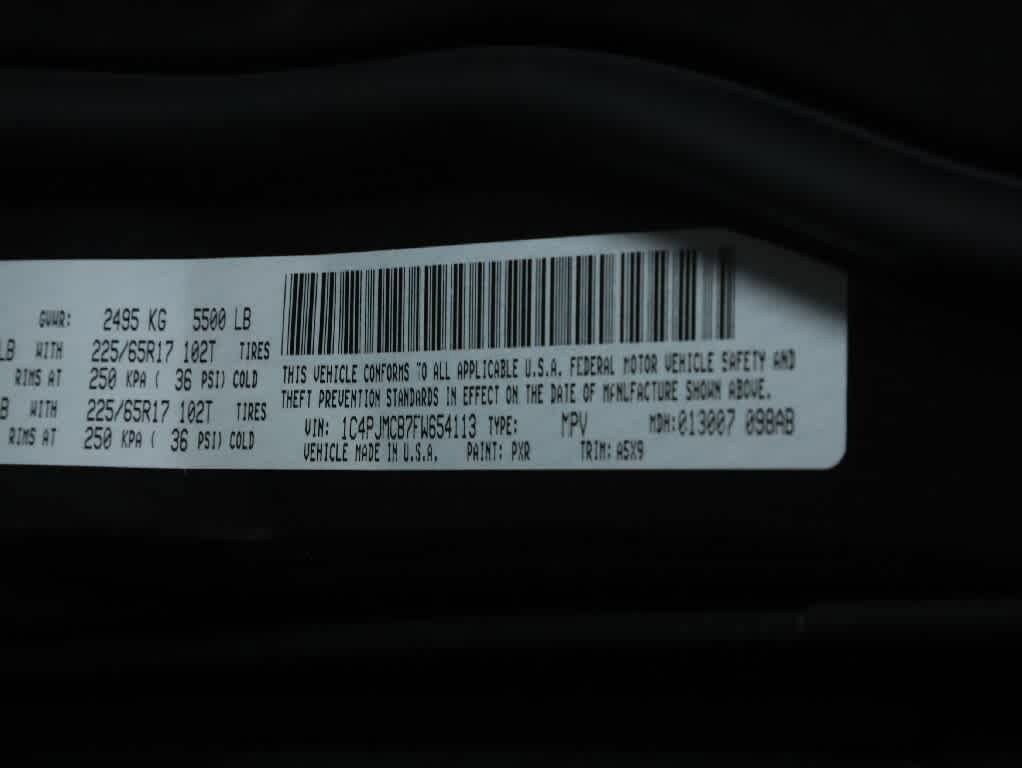 GVWR: 2495 KG 5500 LB
LB WITH 225/65R17 102T TIRES
RIMS AT 250 KPA ( 36 PSI) COLD
B WITH 225/65R17 102T TIRES
RIMS AT 250 KPA ( 36 PSI) COLD
THIS VEHICLE CONFORMS TO ALL APPLICABLE U.S.A. FEDERAL MOTOR VEHICLE SAFETY AND
THEFT PREVENTION STANDARDS IN EFFECT ON THE DATE OF MFNLFACTURE SHOWN ABOVE.
VIN: 1C4PJMCB7FW654113 TYPE: MPV MDH:013007 098AB
VEHICLE MADE IN U.S.A. PAINT: PXR TRIM: A5X9